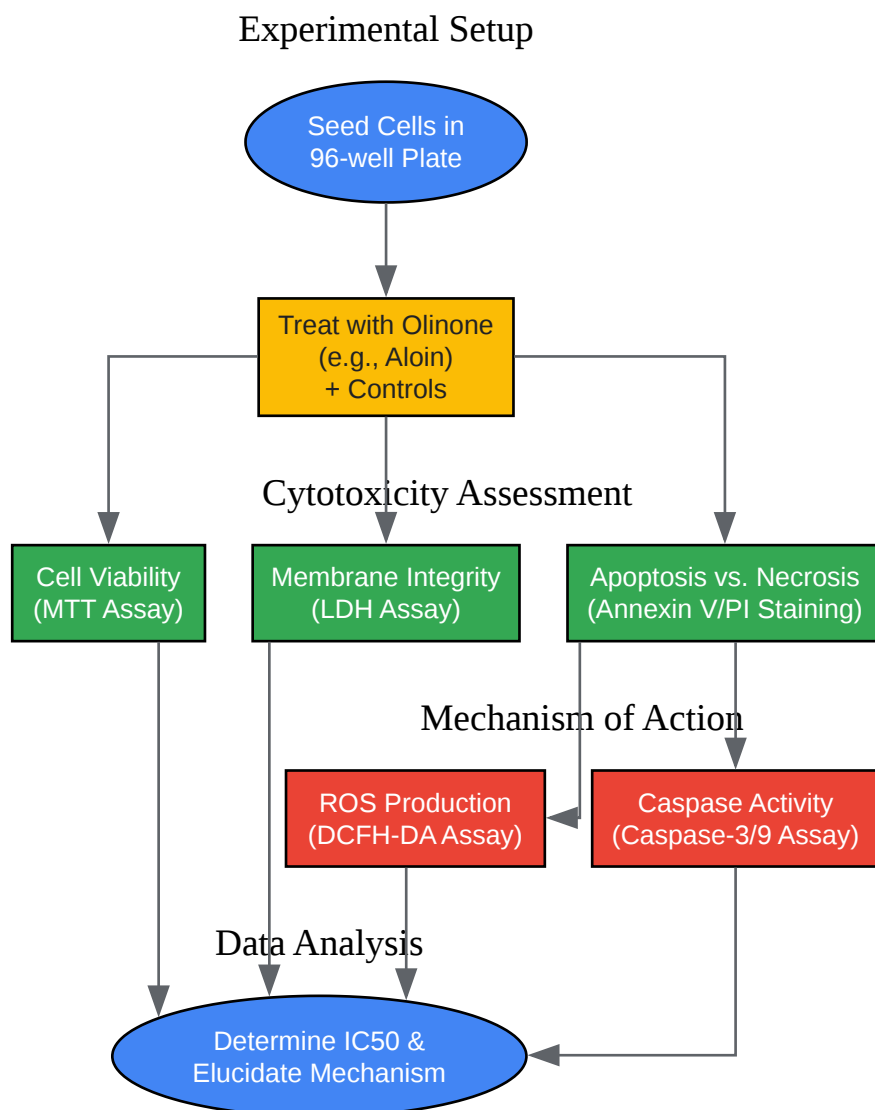 Experimental Setup
Seed Cells in
96-well Plate
Treat with Olinone
(e.g., Aloin)
+ Controls
Cytotoxicity Assessment
Cell Viability
(MTT Assay)
Membrane Integrity
(LDH Assay)
Apoptosis vs. Necrosis
(Annexin V/PI Staining)
Mechanism of Action
ROS Production
(DCFH-DA Assay)
Caspase Activity
(Caspase-3/9 Assay)
Data Analysis
Determine IC50 &
Elucidate Mechanism